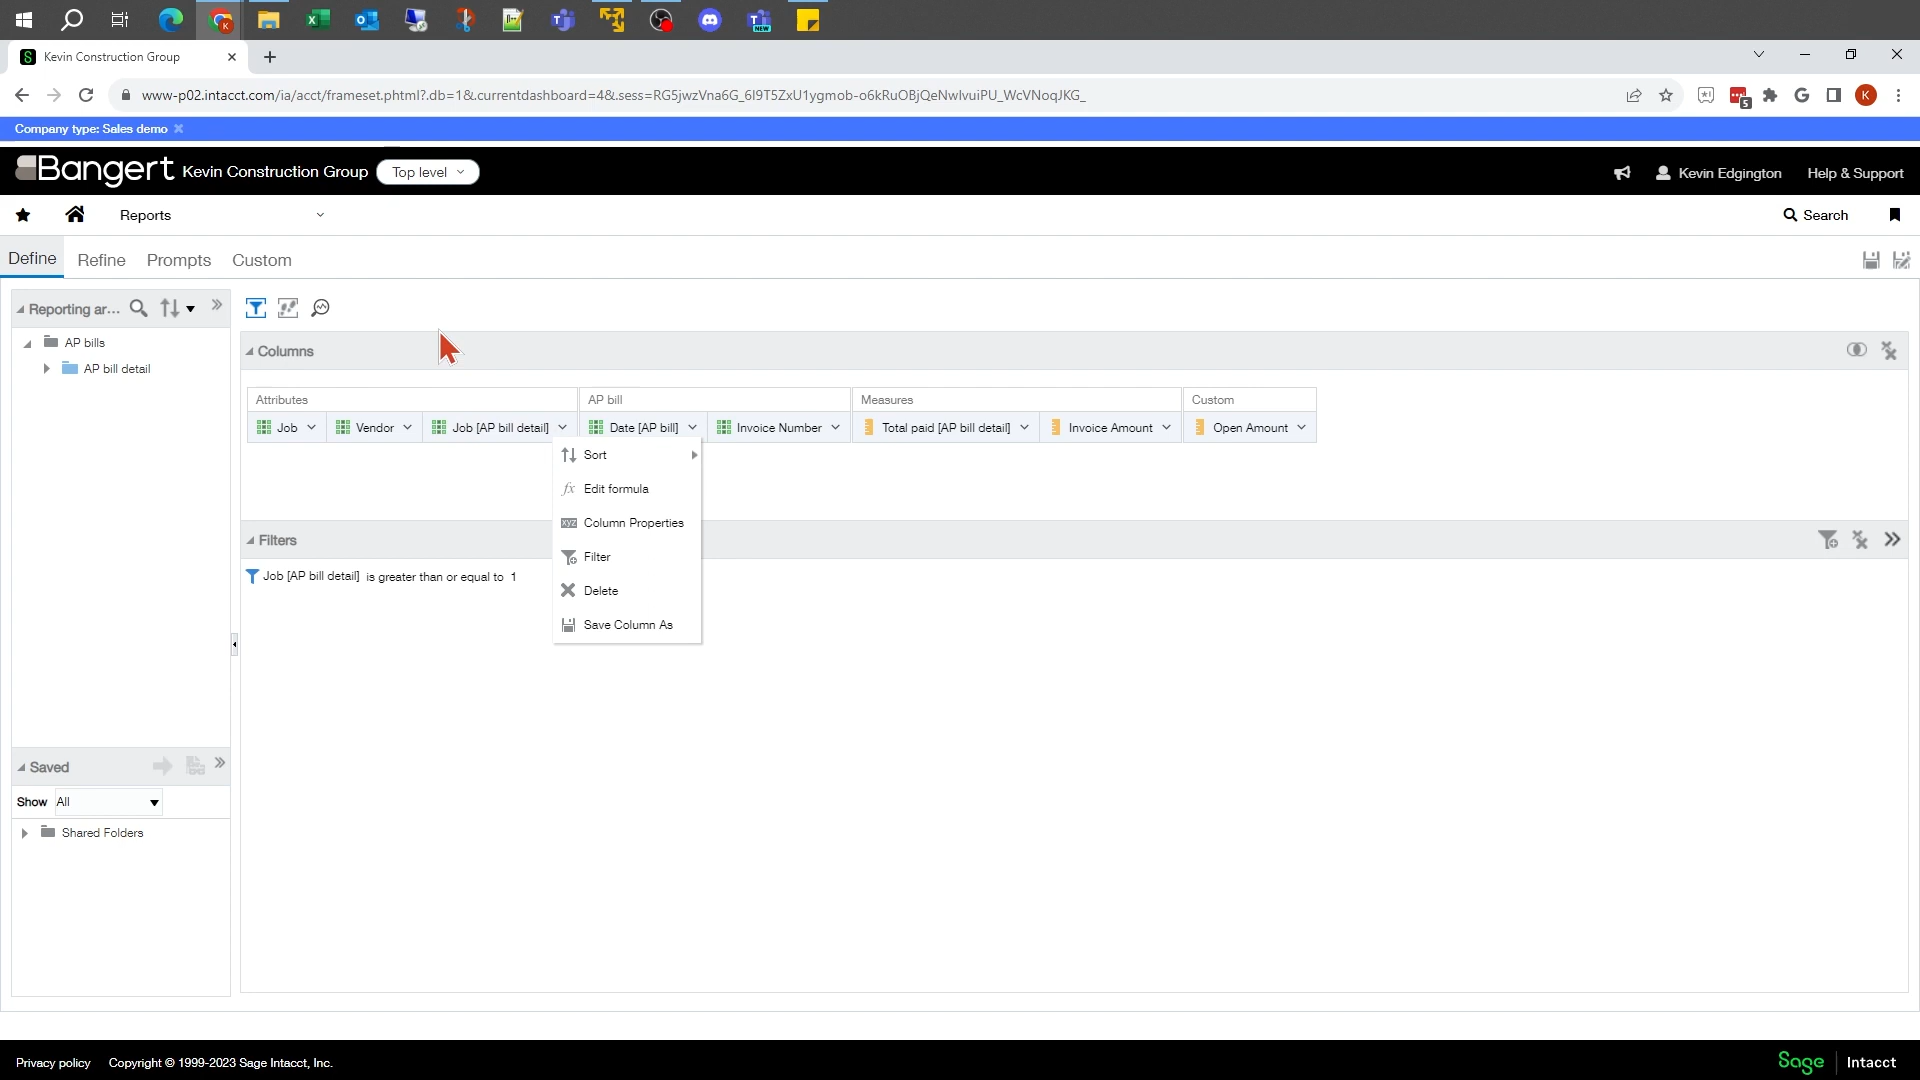 Kevin Construction Group
www-p02.intacct.com/ia/acct/frameset.phtml?.db=1&.currentdashboard=4&.sess=RG5jwzVna6G_6I9T5ZxU1ygmob-o6kRuOBjQeNwIvuiPU_WcVNoqJKG_
5
K
Company type: Sales demo
Bangert Kevin Construction Group Top level
Kevin Edgington Help & Support
Reports
Search
Define Refine Prompts Custom
Reporting ar...
AP bills
AP bill detail
Columns
Attributes AP bill Measures Custom
Job Vendor Job [AP bill detail] Date [AP bill] Invoice Number Total paid [AP bill detail] Invoice Amount Open Amount
Sort
fx Edit formula
xyz Column Properties
Filter
Delete
Save Column As
Filters
Job [AP bill detail] is greater than or equal to 1
Saved
Show All
Shared Folders
Privacy policy Copyright © 1999-2023 Sage Intacct, Inc.
Sage Intacct